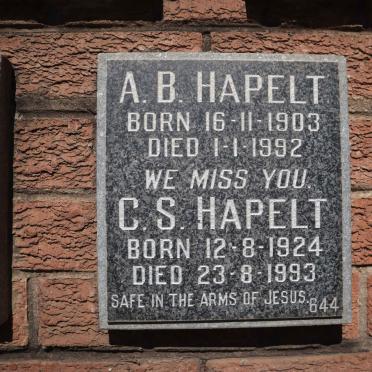 A. B. HAPELT
BORN 16-11-1903
DIED 1-1-1992
WE MISS YOU.
C. S. HAPELT
BORN 12-8-1924
DIED 23-8-1993
SAFE IN THE ARMS OF JESUS. 644